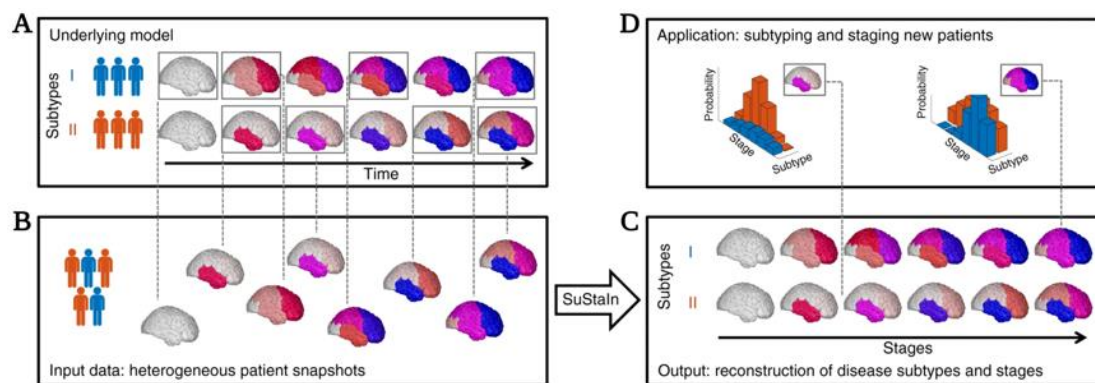 A
Underlying model
Subtypes
I
II
Time
B
Input data: heterogeneous patient snapshots
SuStaIn
D
Application: subtyping and staging new patients
Probability
Stage
Subtype
Probability
Stage
Subtype
C
Subtypes
I
II
Stages
Output: reconstruction of disease subtypes and stages